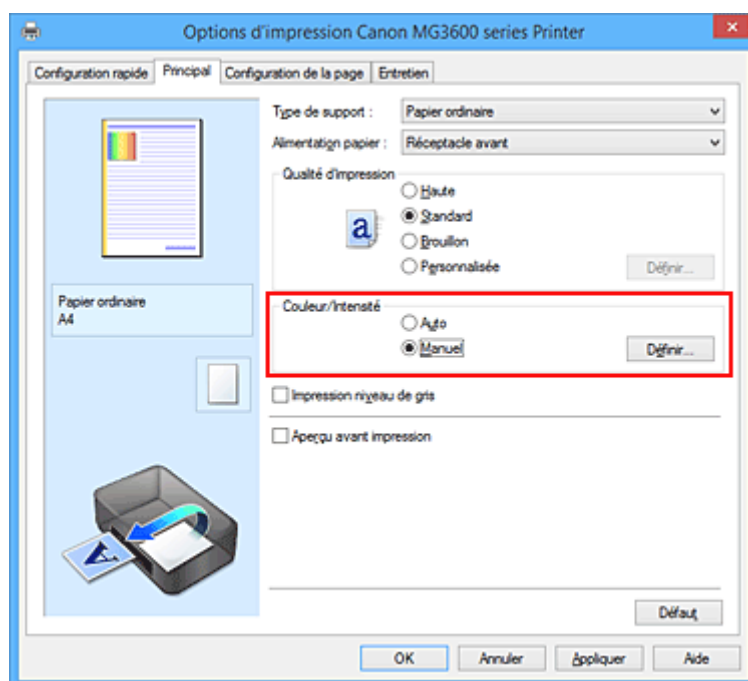 Options d'impression Canon MG3600 series Printer
Configuration rapide Principal Configuration de la page Entretien
Type de support : Papier ordinaire
Alimentation papier : Réceptacle avant
Qualité d'impression
Haute
a
Standard
Brouillon
Personnalisée Définir...
Papier ordinaire
A4
Couleur/Intensité
Auto
Manuel Définir...
Impression niveau de gris
Aperçu avant impression
A
Défaut
OK Annuler Appliquer Aide